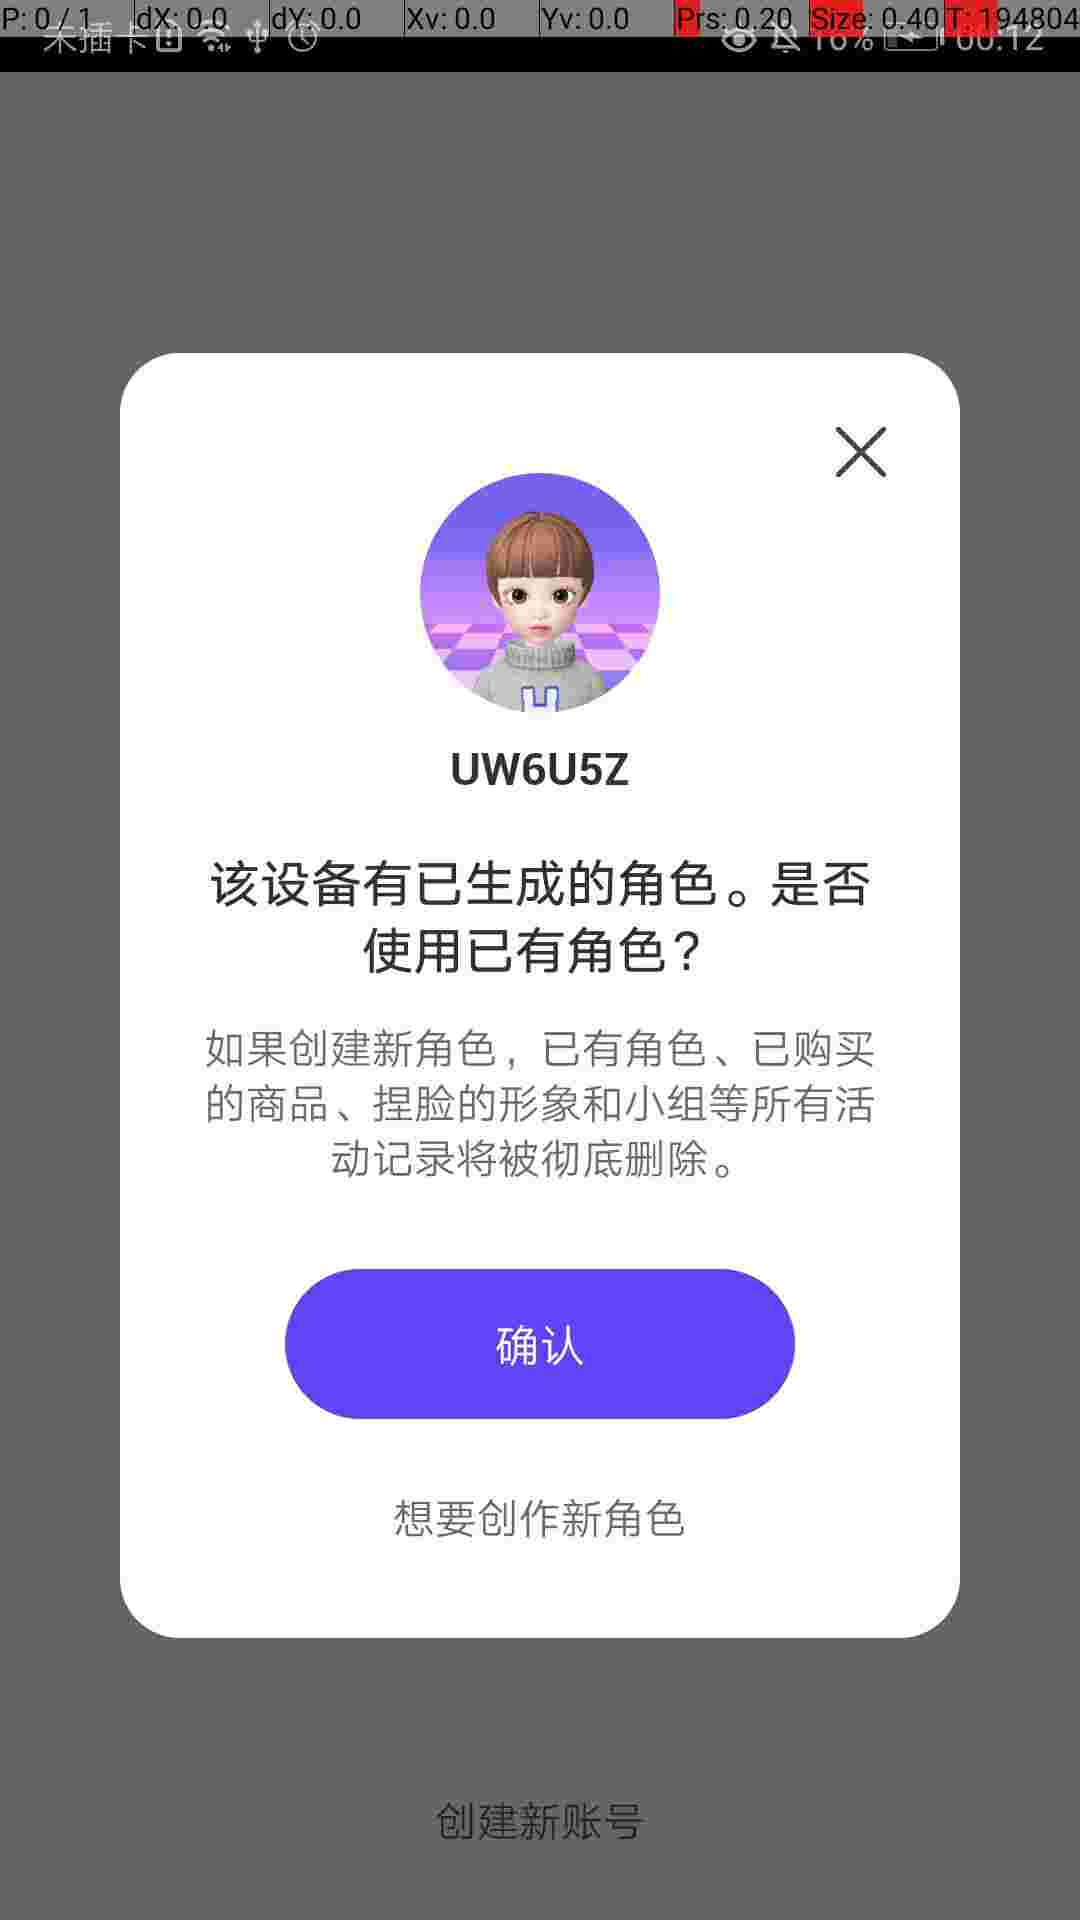 P: 0 / 1 dX: 0.0 dY: 0.0 Xv: 0.0 Yv: 0.0 Prs: 0.20 Size: 0.40 T: 194804
未插卡 16% 00:12
UW6U5Z
该设备有已生成的角色。是否
使用已有角色?
如果创建新角色，已有角色、已购买
的商品、捏脸的形象和小组等所有活
动记录将被彻底删除。
确认
想要创作新角色
创建新账号